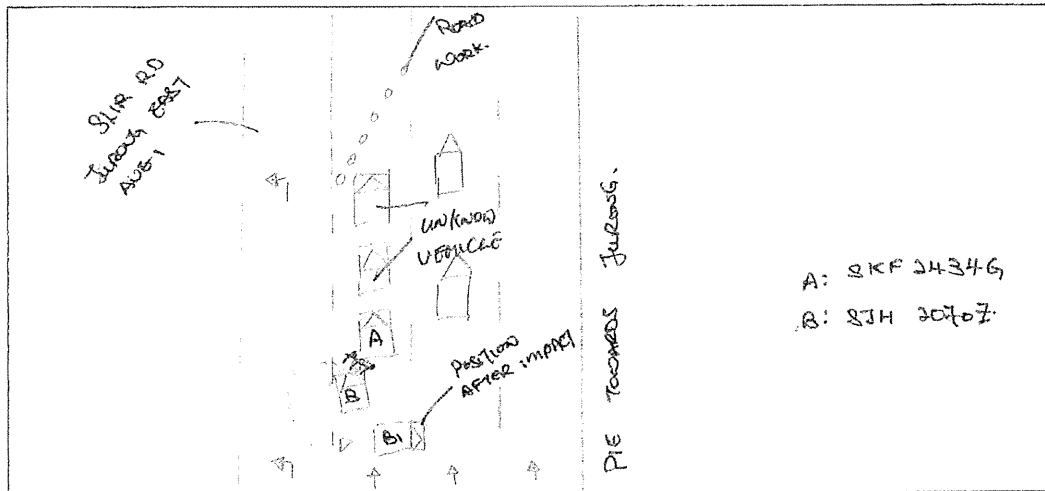 ROAD
WORK.
SLIP RD
JURONG EAST
AVE 1
UNKNOWN
VEHICLE
A
POSITION
AFTER IMPACT
B
B1
PIE TOWARDS JURONG.
A: SKF 2434G
B: SJH 2070Z